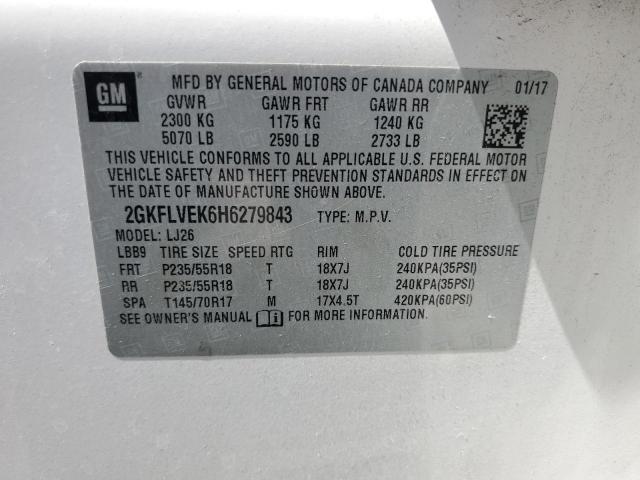 GM MFD BY GENERAL MOTORS OF CANADA COMPANY 01/17
GVWR GAWR FRT GAWR RR
2300 KG 1175 KG 1240 KG
5070 LB 2590 LB 2733 LB
THIS VEHICLE CONFORMS TO ALL APPLICABLE U.S. FEDERAL MOTOR
VEHICLE SAFETY AND THEFT PREVENTION STANDARDS IN EFFECT ON
THE DATE OF MANUFACTURE SHOWN ABOVE.
2GKFLVEK6H6279843 TYPE: M.P.V.
MODEL: LJ26
LBB9 TIRE SIZE SPEED RTG RIM COLD TIRE PRESSURE
FRT P235/55R18 T 18X7J 240KPA(35PSI)
RR P235/55R18 T 18X7J 240KPA(35PSI)
SPA T145/70R17 M 17X4.5T 420KPA(60PSI)
SEE OWNER'S MANUAL FOR MORE INFORMATION.